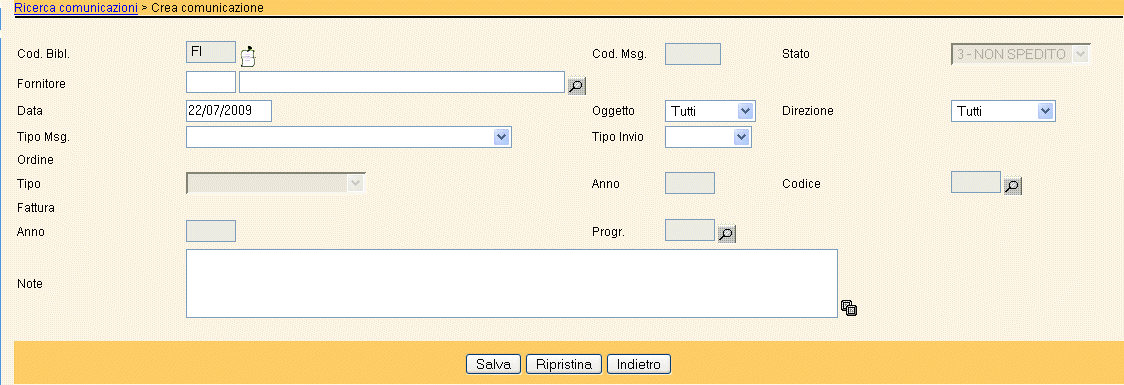 Ricerca comunicazioni > Crea comunicazione
Cod. Bibl. FI Cod. Msg. Stato 3 - NON SPEDITO
Fornitore
Data 22/07/2009 Oggetto Tutti Direzione Tutti
Tipo Msg. Tipo Invio
Ordine
Tipo Anno Codice
Fattura
Anno Progr.
Note
Salva Ripristina Indietro